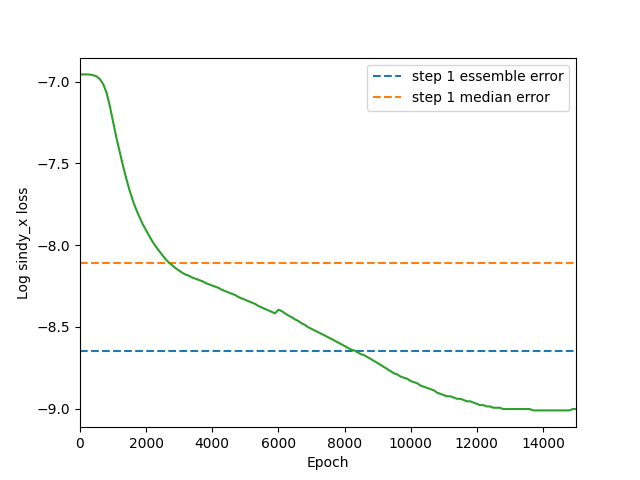 step 1 essemble error
step 1 median error
−7.0
−7.5
−8.0
−8.5
−9.0
Log sindy_x loss
0 2000 4000 6000 8000 10000 12000 14000
Epoch